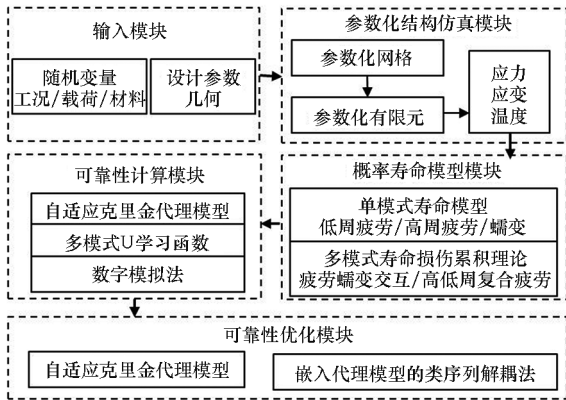 输入模块
随机变量
工况/载荷/材料
设计参数
几何
参数化结构仿真模块
参数化网格
参数化有限元
应力
应变
温度
概率寿命模型模块
单模式寿命模型
低周疲劳/高周疲劳/蠕变
多模式寿命损伤累积理论
疲劳蠕变交互/高低周复合疲劳
可靠性计算模块
自适应克里金代理模型
多模式U学习函数
数字模拟法
可靠性优化模块
自适应克里金代理模型
嵌入代理模型的类序列解耦法